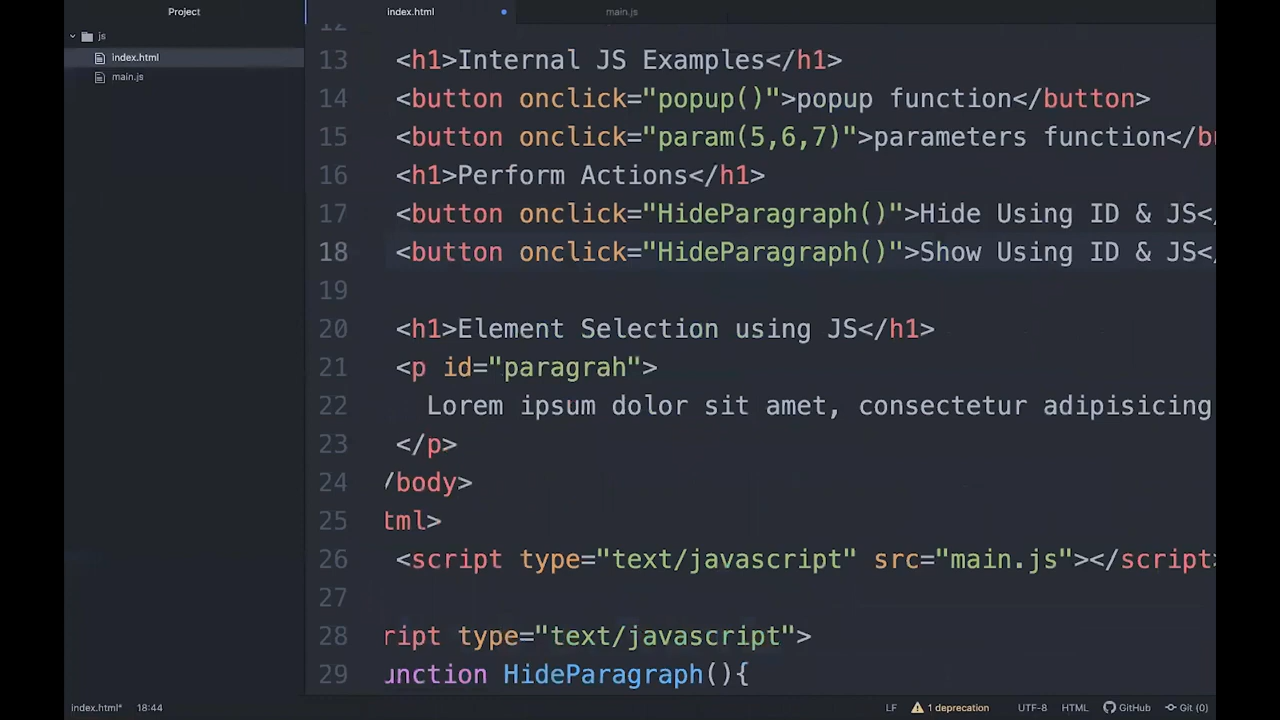 Project
index.html
main.js
js
index.html
main.js
12
13 <h1>Internal JS Examples</h1>
14 <button onclick="popup()">popup function</button>
15 <button onclick="param(5,6,7)">parameters function</bu
16 <h1>Perform Actions</h1>
17 <button onclick="HideParagraph()">Hide Using ID & JS</
18 <button onclick="HideParagraph()">Show Using ID & JS</
19
20 <h1>Element Selection using JS</h1>
21 <p id="paragrah">
22 Lorem ipsum dolor sit amet, consectetur adipisicing
23 </p>
24 /body>
25 tml>
26 <script type="text/javascript" src="main.js"></script>
27
28 ript type="text/javascript">
29 unction HideParagraph(){
index.html* 18:44 LF 1 deprecation UTF-8 HTML GitHub Git (0)